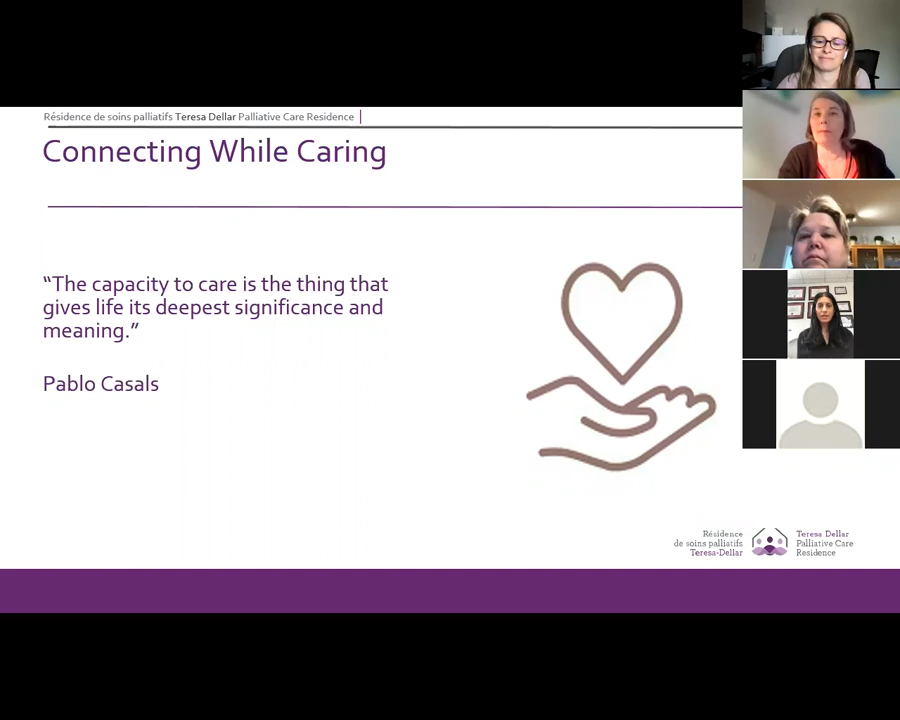 Résidence de soins palliatifs Teresa Dellar Palliative Care Residence
Connecting While Caring
“The capacity to care is the thing that
gives life its deepest significance and
meaning.”
Pablo Casals
Résidence
de soins palliatifs
Teresa-Dellar
Teresa Dellar
Palliative Care
Residence